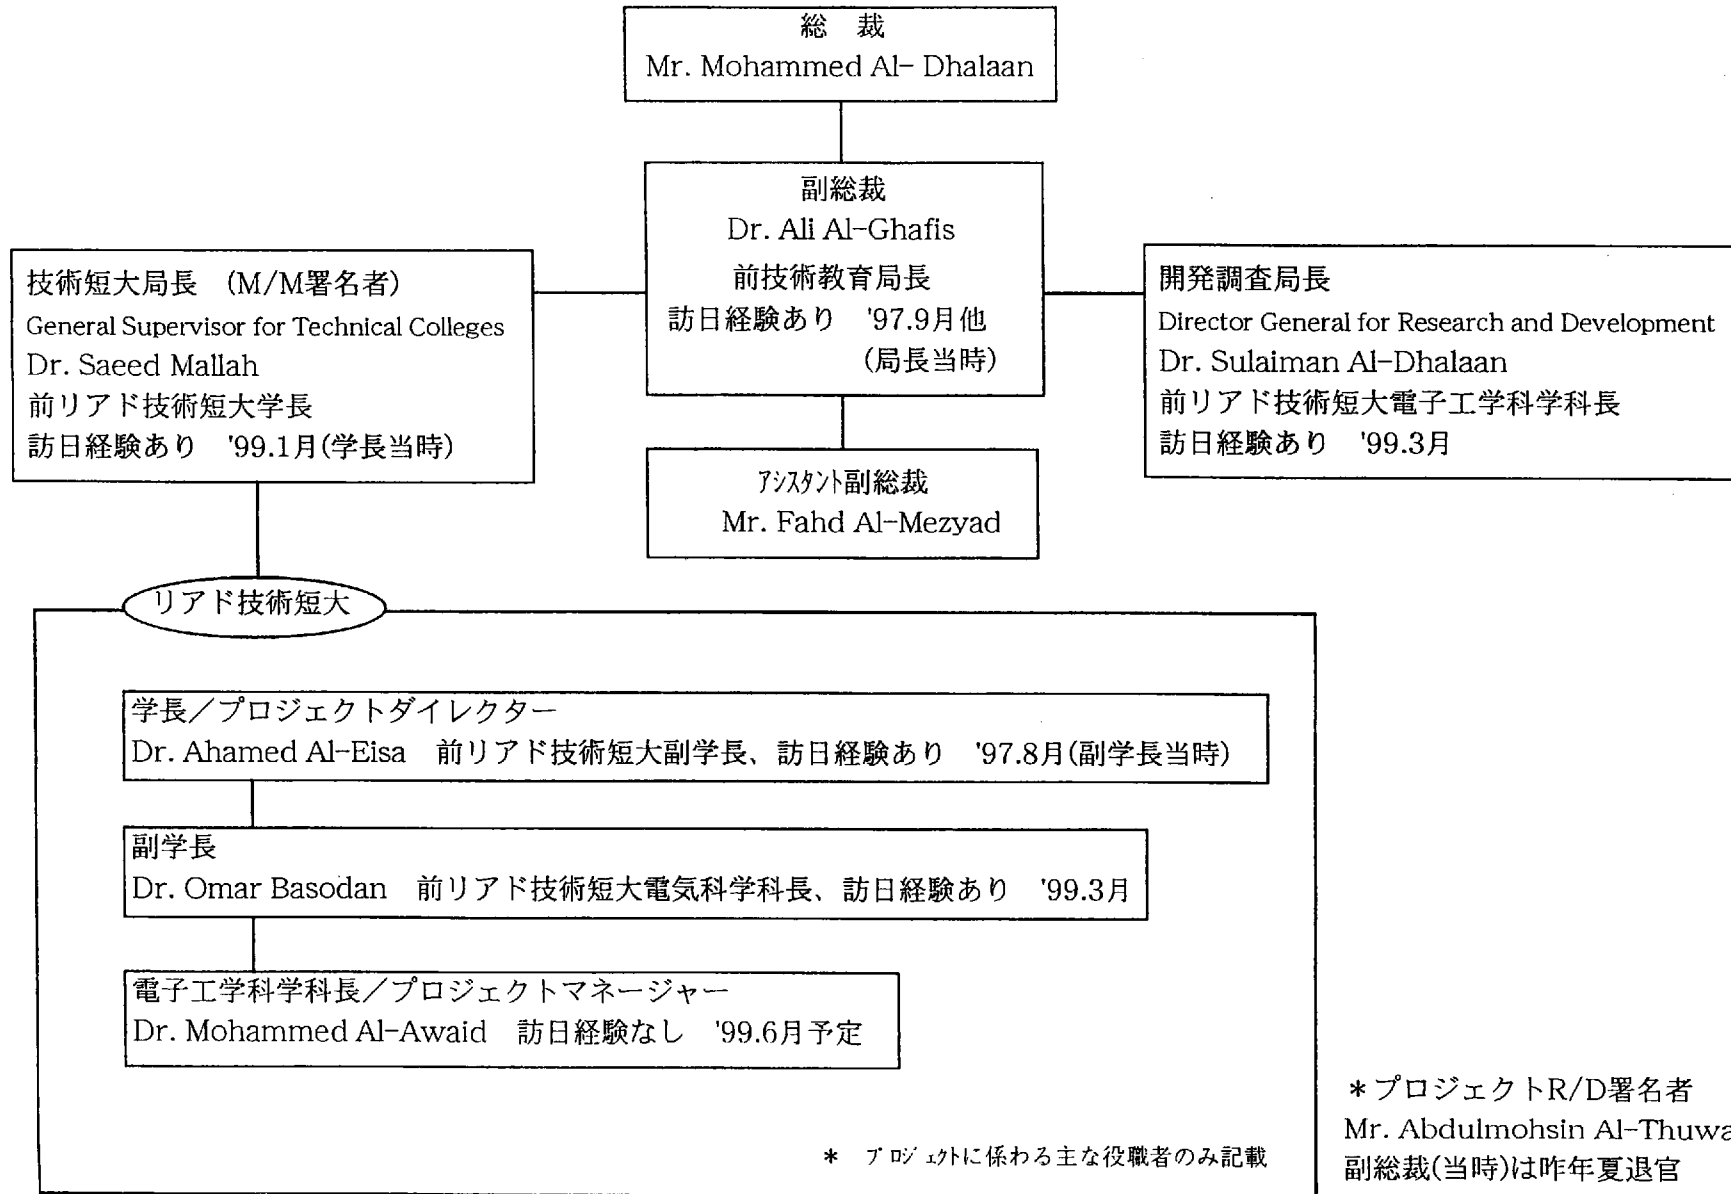 総　裁
Mr. Mohammed Al- Dhalaan
副総裁
Dr. Ali Al-Ghafis
前技術教育局長
訪日経験あり　'97.9月他
(局長当時)
技術短大局長　(M/M署名者)
General Supervisor for Technical Colleges
Dr. Saeed Mallah
前リアド技術短大学長
訪日経験あり　'99.1月(学長当時)
開発調査局長
Director General for Research and Development
Dr. Sulaiman Al-Dhalaan
前リアド技術短大電子工学科学科長
訪日経験あり　'99.3月
ｱｼｽﾀﾝﾄ副総裁
Mr. Fahd Al-Mezyad
リアド技術短大
学長／プロジェクトダイレクター
Dr. Ahamed Al-Eisa　前リアド技術短大副学長、訪日経験あり　'97.8月(副学長当時)
副学長
Dr. Omar Basodan　前リアド技術短大電気科学科長、訪日経験あり　'99.3月
電子工学科学科長／プロジェクトマネージャー
Dr. Mohammed Al-Awaid　訪日経験なし　'99.6月予定
*　ﾌﾟﾛｼﾞｪｸﾄに係わる主な役職者のみ記載
*プロジェクトR/D署名者
Mr. Abdulmohsin
副総裁(当時)は昨年夏退官